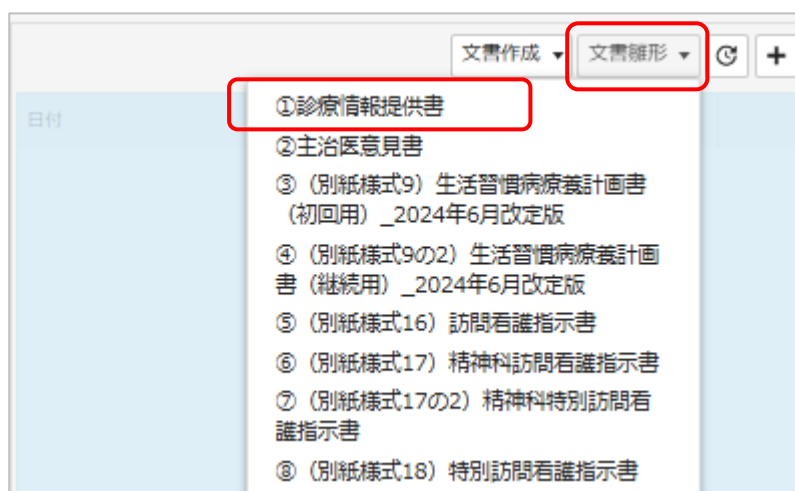 文書作成 文書雛形
日付
①診療情報提供書
②主治医意見書
③（別紙様式9）生活習慣病療養計画書
（初回用）_2024年6月改定版
④（別紙様式9の2）生活習慣病療養計画
書（継続用）_2024年6月改定版
⑤（別紙様式16）訪問看護指示書
⑥（別紙様式17）精神科訪問看護指示書
⑦（別紙様式17の2）精神科特別訪問看
護指示書
⑧（別紙様式18）特別訪問看護指示書